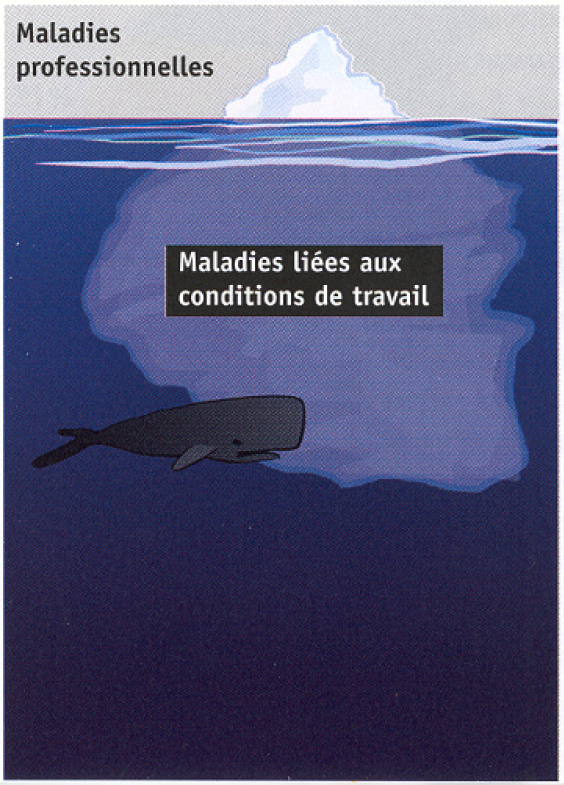 Maladies
professionnelles
Maladies liées aux
conditions de travail